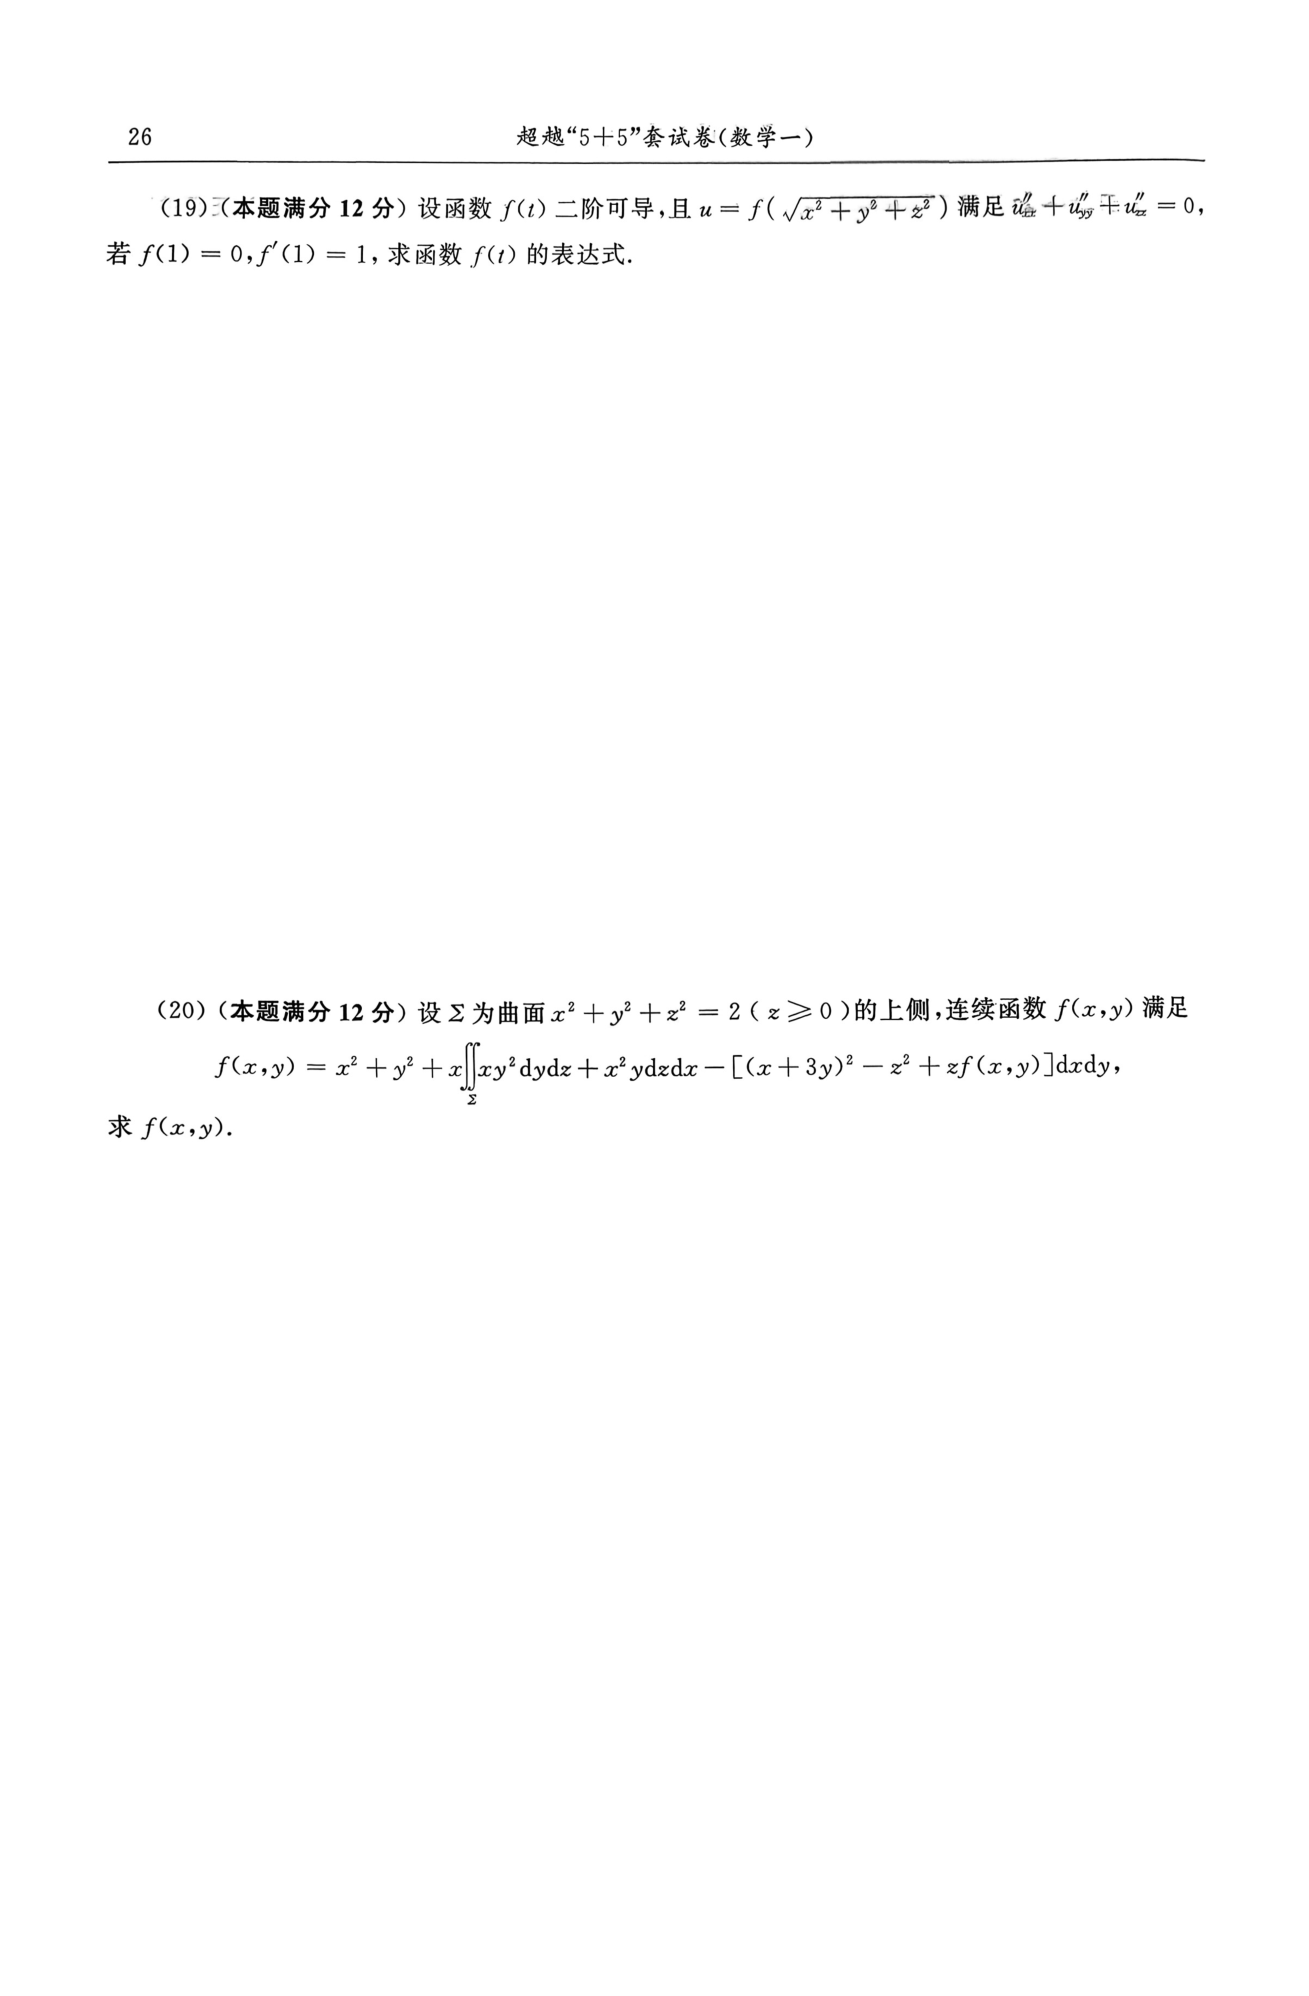 26 超越“5+5”套试卷(数学一)
(19)(本题满分 12 分) 设函数 f(t) 二阶可导,且 u = f(√(x² + y² + z²)) 满足 u″xx + u″yy + u″zz = 0,
若 f(1) = 0,f′(1) = 1, 求函数 f(t) 的表达式.
(20)(本题满分 12 分) 设 Σ 为曲面 x² + y² + z² = 2 ( z ⩾ 0 )的上侧,连续函数 f(x,y) 满足
f(x,y) = x² + y² + x∬_Σ xy²dydz + x²ydzdx − [(x + 3y)² − z² + zf(x,y)]dxdy,
求 f(x,y).